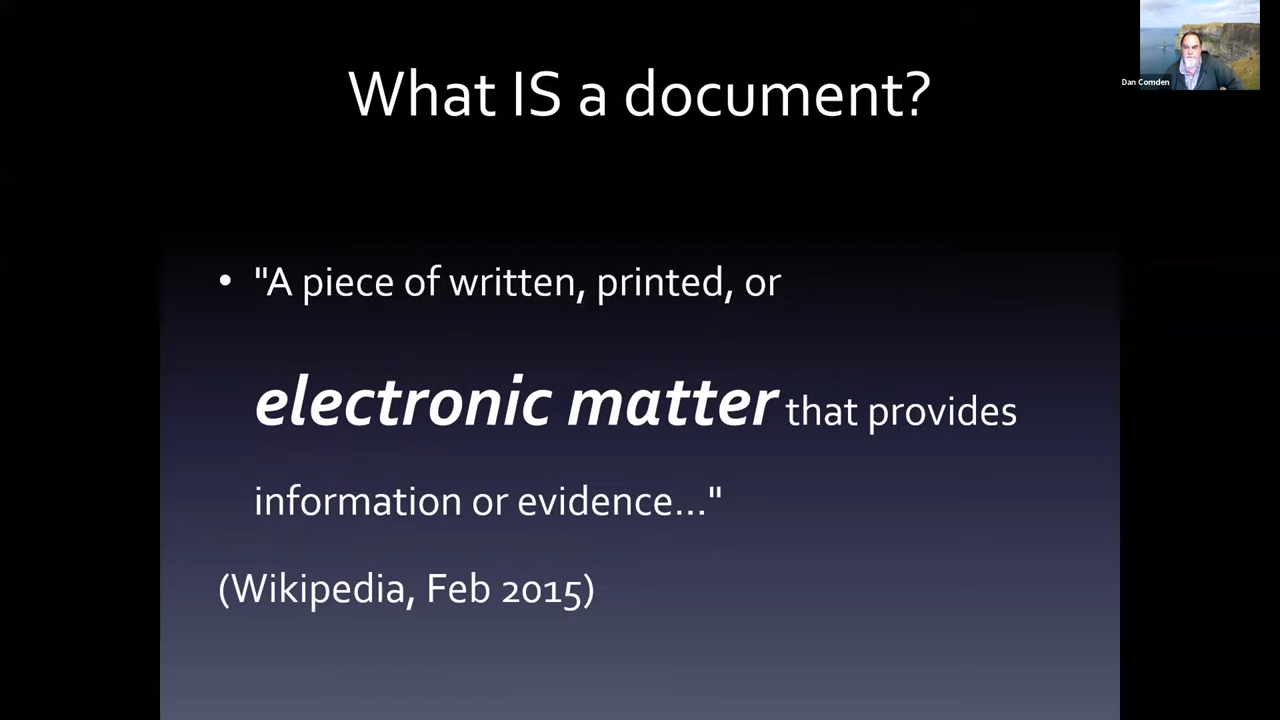 What IS a document?
Dan Comden
• "A piece of written, printed, or
electronic matter that provides
information or evidence..."
(Wikipedia, Feb 2015)